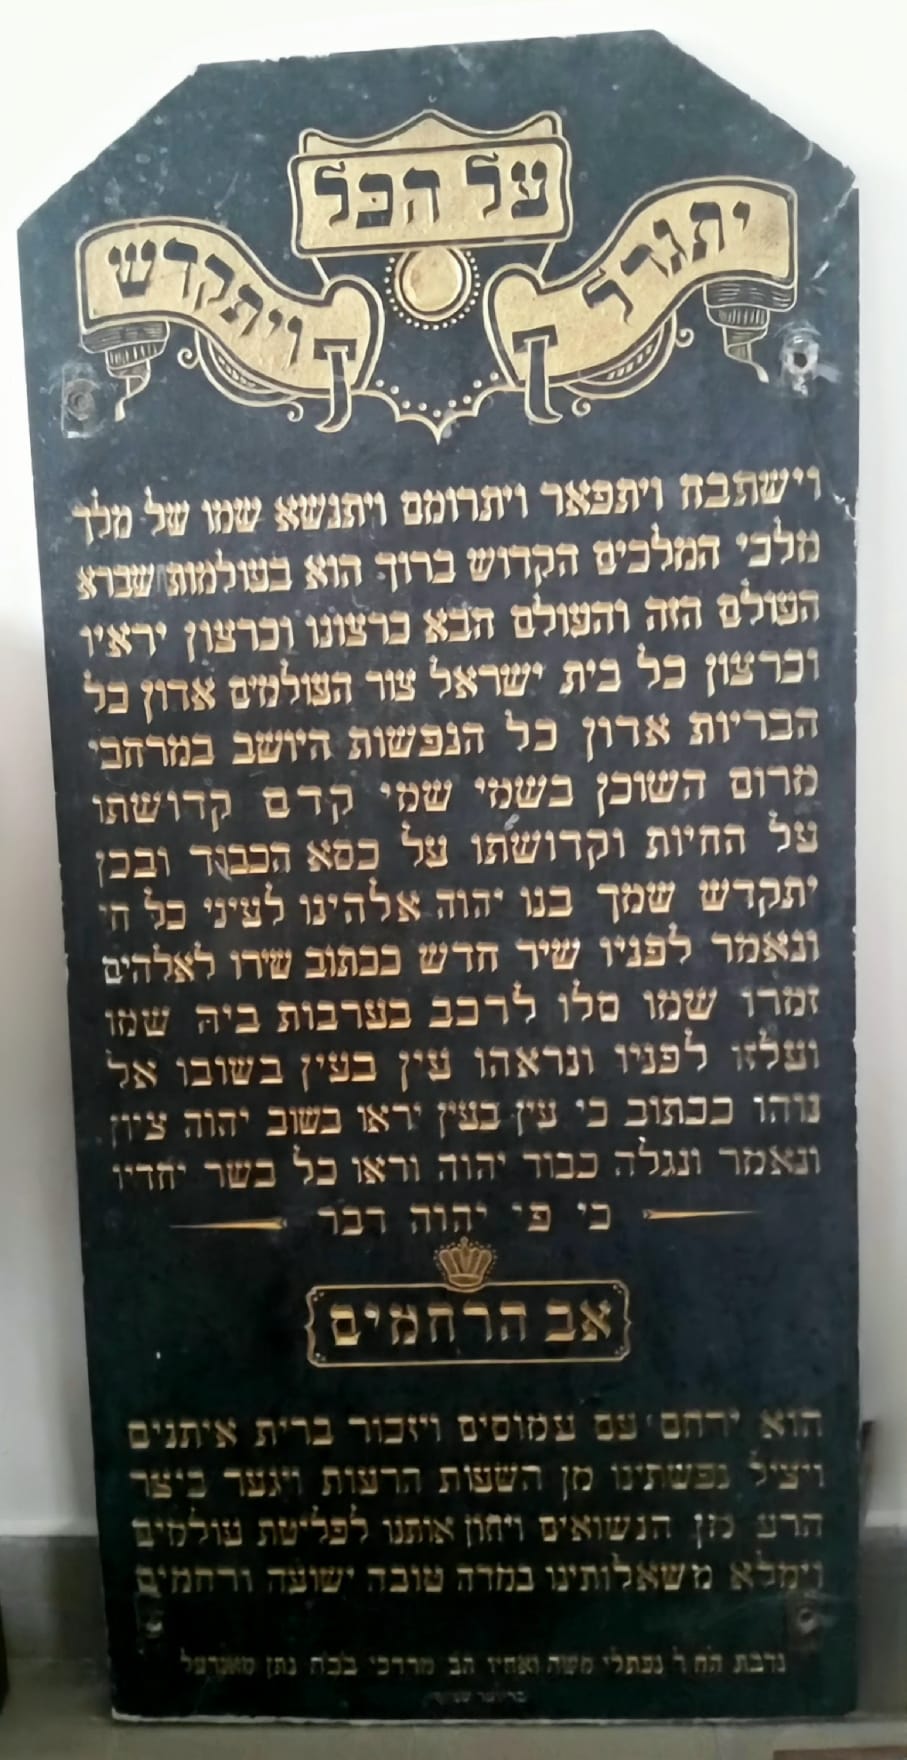 על הכל
יתגדל ויתקדש
וישתבח ויתפאר ויתרומם ויתנשא שמו של מלך
מלכי המלכים הקדוש ברוך הוא בעולמות שברא
העולם הזה והעולם הבא כרצונו וכרצון יראיו
וכרצון כל בית ישראל צור העולמים אדון כל
הבריות אדון כל הנפשות היושב במרחבי
מרום השוכן בשמי שמי קדם קדושתו
על החיות וקדושתו על כסא הכבוד ובכן
יתקדש שמך בנו יהוה אלהינו לעיני כל חי
ונאמר לפניו שיר חדש ככתוב שירו לאלהים
זמרו שמו סלו לרכב בערבות ביה שמו
ועלזו לפניו ונראהו עין בעין בשובו אל
נוהו ככתוב כי עין בעין יראו בשוב יהוה ציון
ונאמר ונגלה כבוד יהוה וראו כל בשר יחדיו
כי פי יהוה דבר
אב הרחמים
הוא ירחם עם עמוסים ויזכור ברית איתנים
ויציל נפשתינו מן השעות הרעות ויגער ביצר
הרע מן הנשואים ויחון אותנו לפליטת עולמים
וימלא משאלותינו במדה טובה ישועה ורחמים
נדבת נפתלי משה ואחיו מרדכי נתן